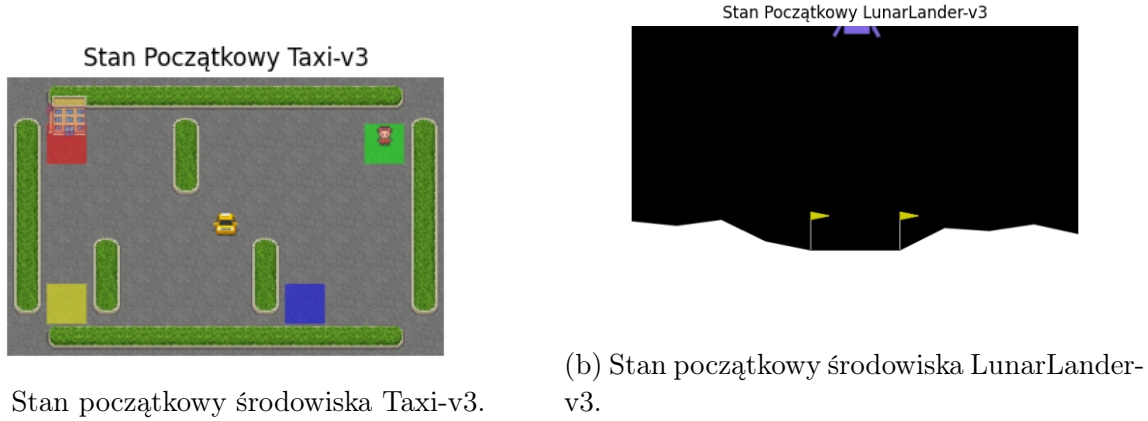 Stan Początkowy Taxi-v3
Stan początkowy środowiska Taxi-v3.
Stan Początkowy LunarLander-v3
(b) Stan początkowy środowiska LunarLander-
v3.